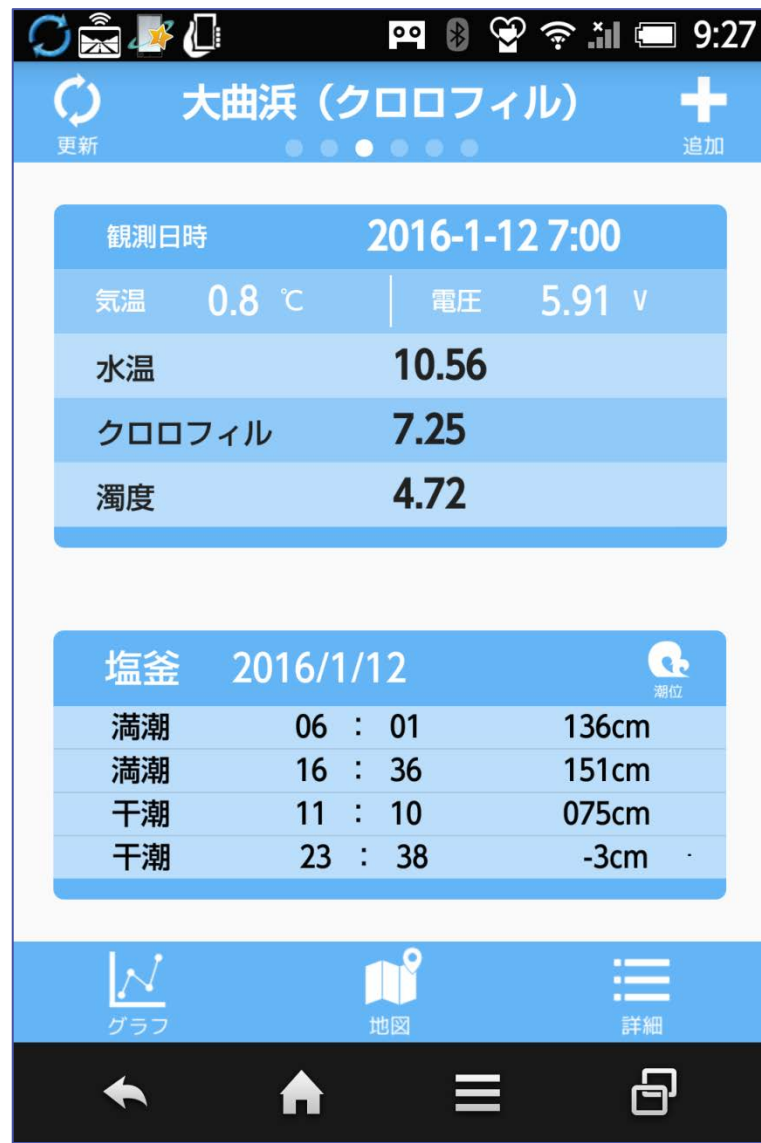 9:27
大曲浜（クロロフィル）
更新
追加
観測日時 2016-1-12 7:00
気温 0.8 ℃ 電圧 5.91 V
水温 10.56
クロロフィル 7.25
濁度 4.72
塩釜 2016/1/12
潮位
満潮 06 : 01 136cm
満潮 16 : 36 151cm
干潮 11 : 10 075cm
干潮 23 : 38 -3cm
グラフ 地図 詳細